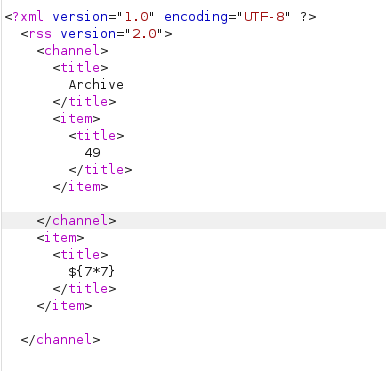 <?xml version="1.0" encoding="UTF-8" ?>
<rss version="2.0">
<channel>
<title>
Archive
</title>
<item>
<title>
49
</title>
</item>
</channel>
<item>
<title>
${7*7}
</title>
</item>
</channel>